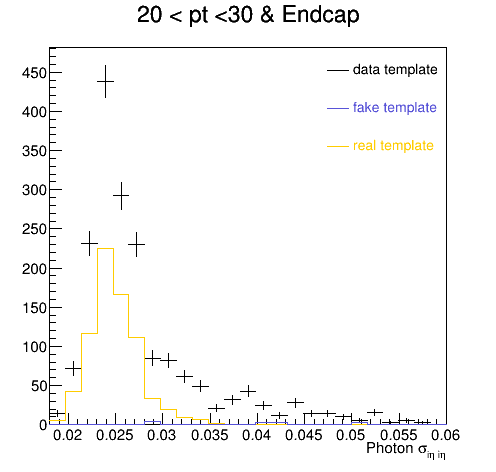 20 < pt <30 & Endcap
data template
fake template
real template
450
400
350
300
250
200
150
100
50
0
0.02 0.025 0.03 0.035 0.04 0.045 0.05 0.055 0.06
Photon σiη iη